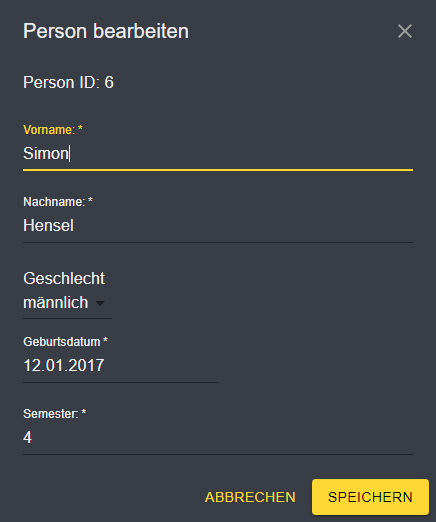 Person bearbeiten
Person ID: 6
Vorname: *
Simon
Nachname: *
Hensel
Geschlecht
männlich
Geburtsdatum *
12.01.2017
Semester: *
4
ABBRECHEN SPEICHERN